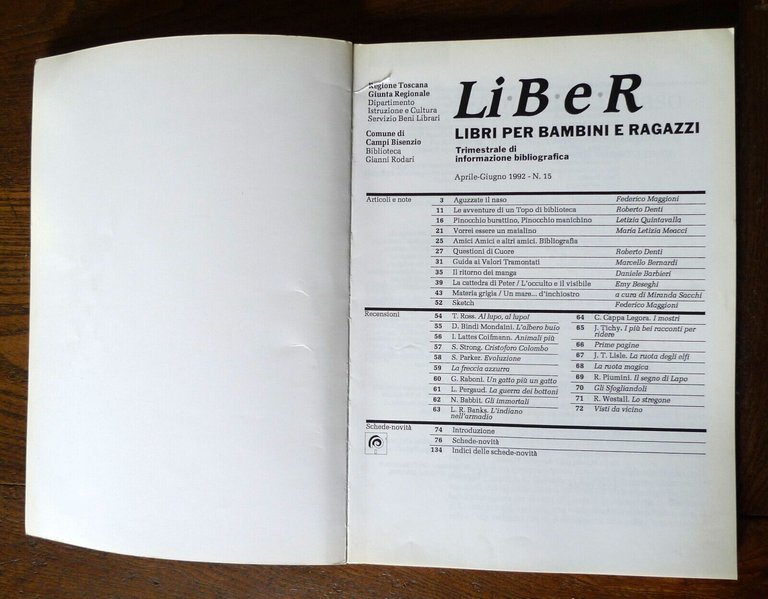 Regione Toscana
Giunta Regionale
Dipartimento
Istruzione e Cultura
Servizio Beni Librari
Comune di
Campi Bisenzio
Biblioteca
Gianni Rodari
Li·B·e·R
LIBRI PER BAMBINI E RAGAZZI
Trimestrale di
informazione bibliografica
Aprile-Giugno 1992 - N. 15
Articoli e note
3 Aguzzate il naso Federico Maggioni
11 Le avventure di un Topo di biblioteca Roberto Denti
16 Pinocchio burattino, Pinocchio manichino Letizia Quintavalla
21 Vorrei essere un maialino Maria Letizia Meacci
25 Amici Amici e altri amici. Bibliografia
27 Questioni di Cuore Roberto Denti
31 Guida ai Valori Tramontati Marcello Bernardi
35 Il ritorno dei manga Daniele Barbieri
39 La cattedra di Peter / L'occulto e il visibile Emy Beseghi
43 Materia grigia / Un mare... d'inchiostro a cura di Miranda Sacchi
52 Sketch Federico Maggioni
Recensioni
54 T. Ross. Al lupo, al lupo!
55 D. Bindi Mondaini. L'albero buio
56 I. Lattes Coifmann. Animali più
57 S. Strong. Cristoforo Colombo
58 S. Parker. Evoluzione
59 La freccia azzurra
60 G. Raboni. Un gatto più un gatto
61 L. Pergaud. La guerra dei bottoni
62 N. Babbit. Gli immortali
63 L. R. Banks. L'indiano
nell'armadio
64 C. Cappa Legora. I mostri
65 J. Tichy. I più bei racconti per
ridere
66 Prime pagine
67 J. T. Lisle. La ruota degli elfi
68 La ruota magica
69 R. Piumini. Il segno di Lapo
70 Gli Sfogliandoli
71 R. Westall. Lo stregone
72 Visti da vicino
Schede-novità
74 Introduzione
76 Schede-novità
134 Indici delle schede-novità